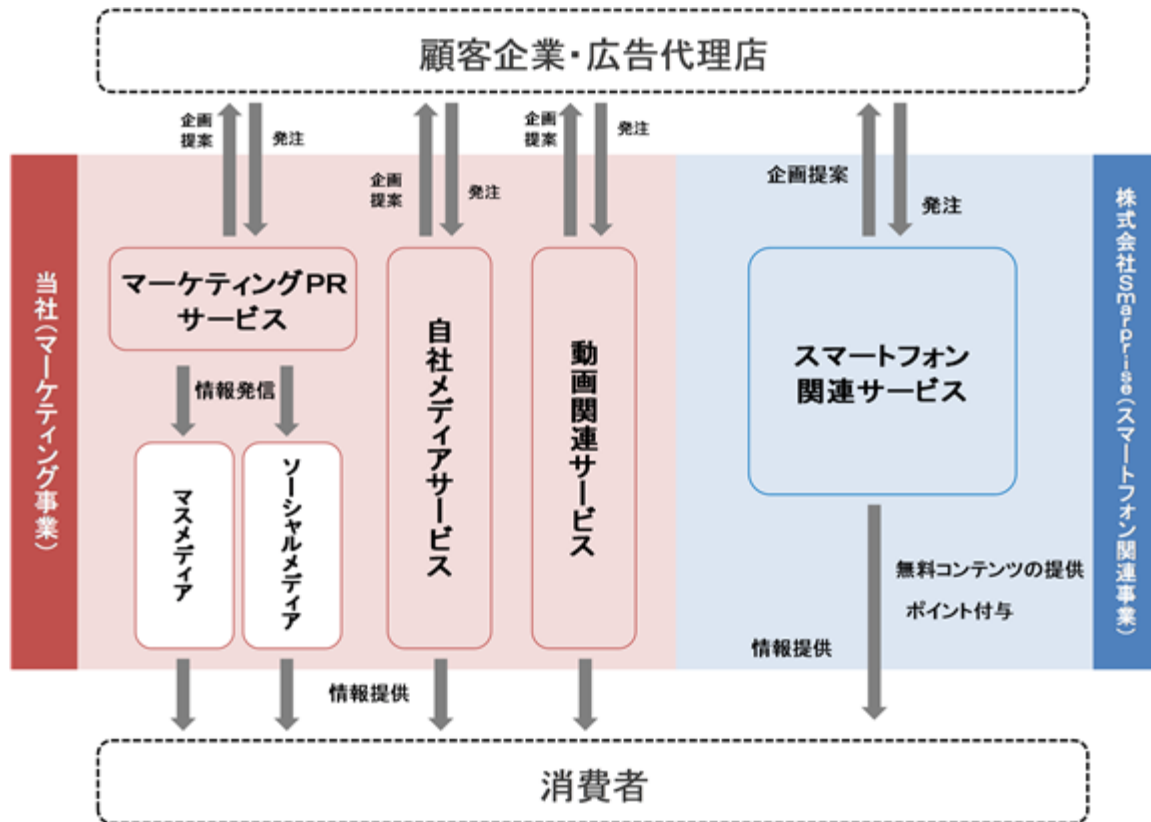 顧客企業・広告代理店
企画
提案
発注
企画
提案
発注
企画
提案
発注
企画提案
発注
当社(マーケティング事業)
マーケティングPR
サービス
情報発信
マスメディア
ソーシャルメディア
自社メディアサービス
動画関連サービス
スマートフォン
関連サービス
株式会社Smarprise(スマートフォン関連事業)
無料コンテンツの提供
ポイント付与
情報提供
情報提供
消費者